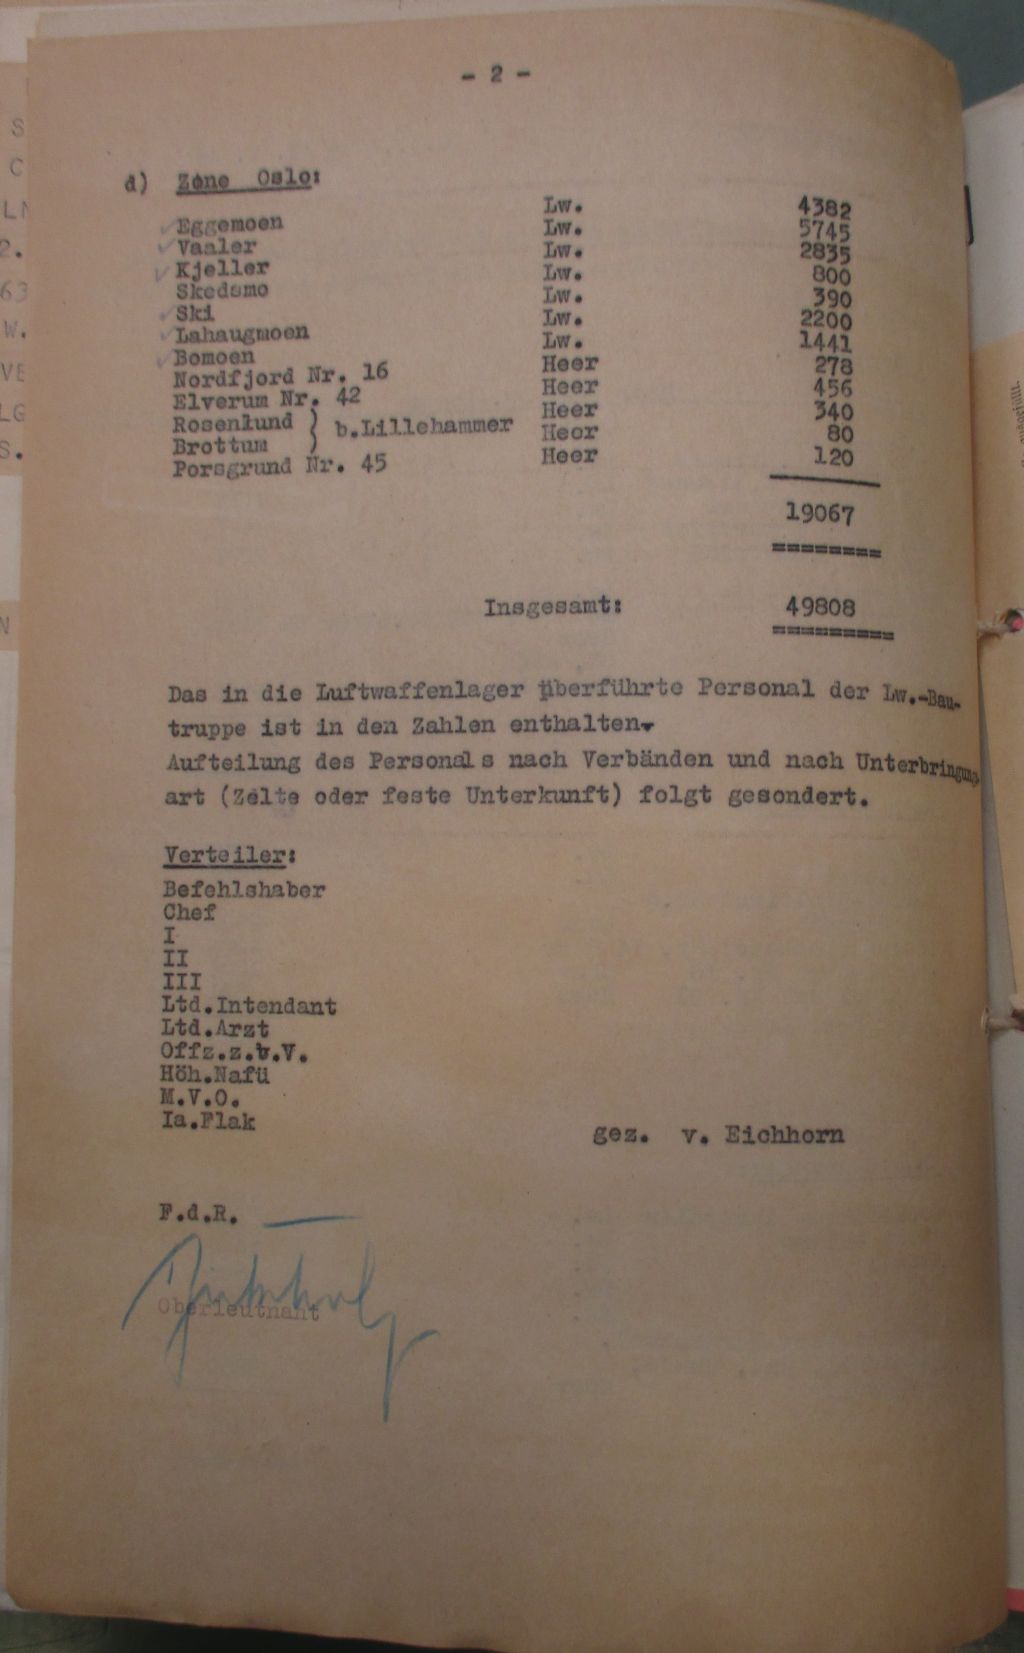 - 2 -
d) Zone Oslo:
Eggemoen Lw. 4382
Vaaler Lw. 5745
Kjeller Lw. 2835
Skedsmo Lw. 800
Ski Lw. 390
Lahaugmoen Lw. 2200
Bomoen Lw. 1441
Nordfjord Nr. 16 Heer 278
Elverum Nr. 42 Heer 456
Rosenlund } b.Lillehammer Heer 340
Brottum } Heer 80
Porsgrund Nr. 45 Heer 120
19067
========
Insgesamt: 49808
=========
Das in die Luftwaffenlager überführte Personal der Lw.-Bau-
truppe ist in den Zahlen enthalten.
Aufteilung des Personals nach Verbänden und nach Unterbringungs
art (Zelte oder feste Unterkunft) folgt gesondert.
Verteiler:
Befehlshaber
Chef
I
II
III
Ltd.Intendant
Ltd.Arzt
Offz.z.b.V.
Höh.Nafü
M.V.O.
Ia.Flak
gez. v. Eichhorn
F.d.R.
Oberleutnant